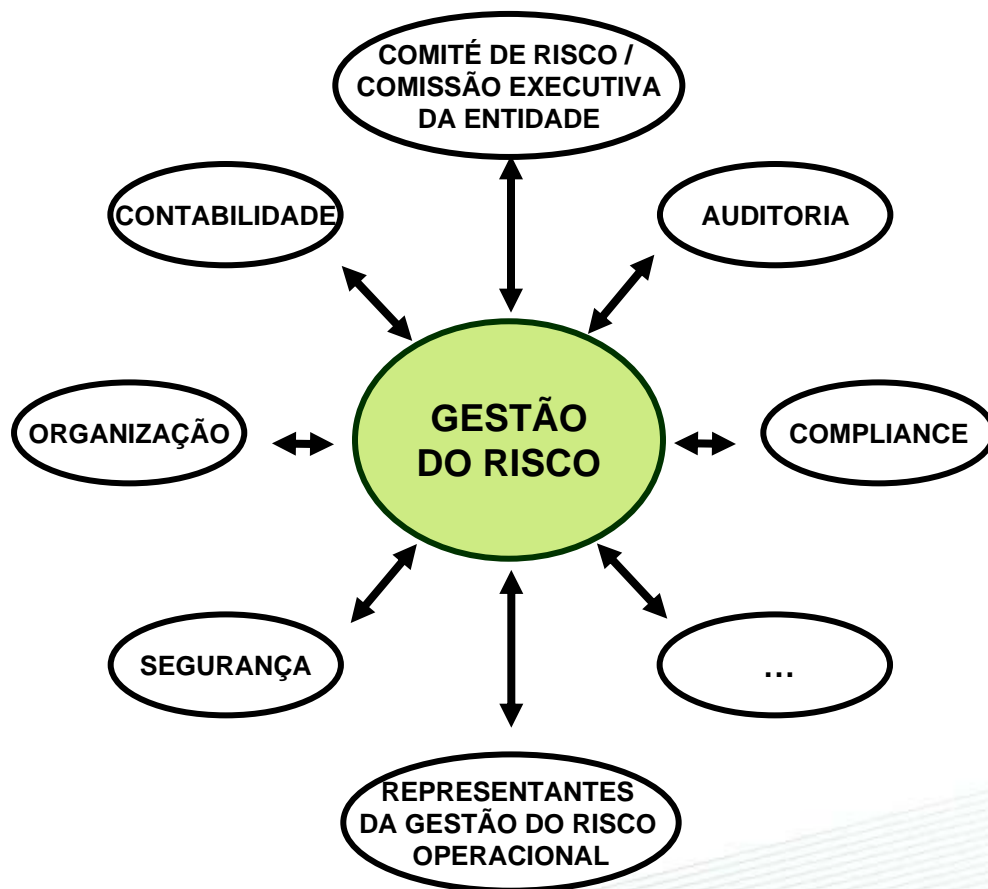 COMITÉ DE RISCO /
COMISSÃO EXECUTIVA
DA ENTIDADE
CONTABILIDADE
AUDITORIA
GESTÃO
DO RISCO
ORGANIZAÇÃO
COMPLIANCE
SEGURANÇA
...
REPRESENTANTES
DA GESTÃO DO RISCO
OPERACIONAL